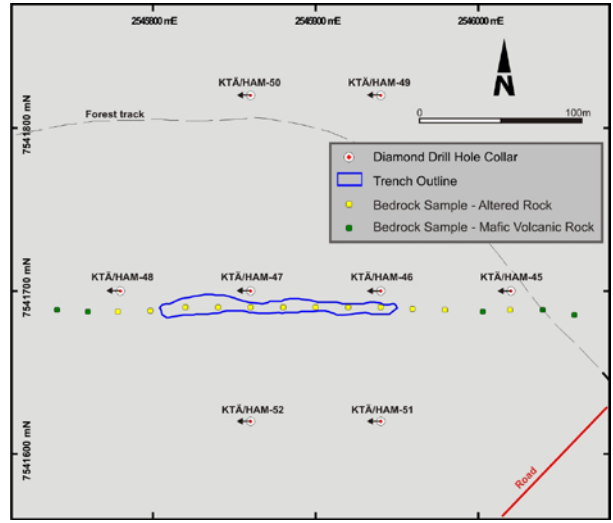 2545800 mE
2545900 mE
2546000 mE
KTÄ/HAM-50
KTÄ/HAM-49
N
0
100m
7541800 mN
Forest track
Diamond Drill Hole Collar
Trench Outline
Bedrock Sample - Altered Rock
Bedrock Sample - Mafic Volcanic Rock
7541700 mN
KTÄ/HAM-48
KTÄ/HAM-47
KTÄ/HAM-46
KTÄ/HAM-45
KTÄ/HAM-52
KTÄ/HAM-51
7541600 mN
Road